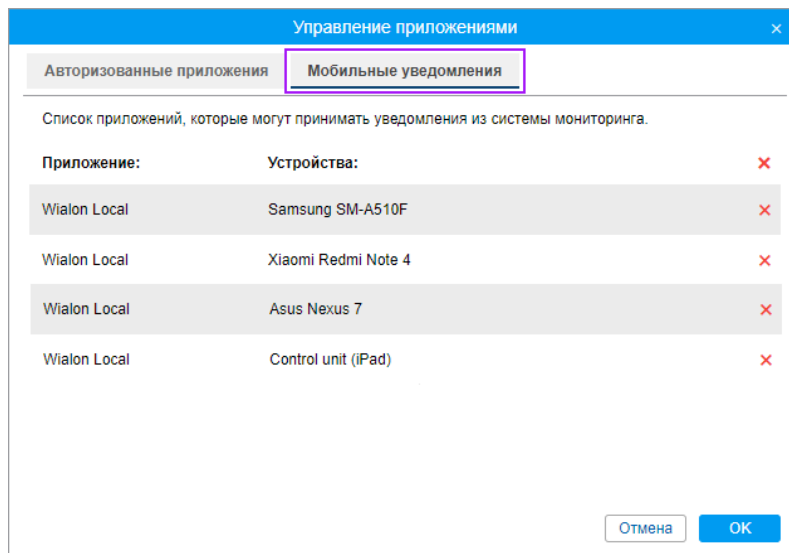 Управление приложениями
Авторизованные приложения Мобильные уведомления
Список приложений, которые могут принимать уведомления из системы мониторинга.
Приложение: Устройства:
Wialon Local Samsung SM-A510F
Wialon Local Xiaomi Redmi Note 4
Wialon Local Asus Nexus 7
Wialon Local Control unit (iPad)
Отмена OK